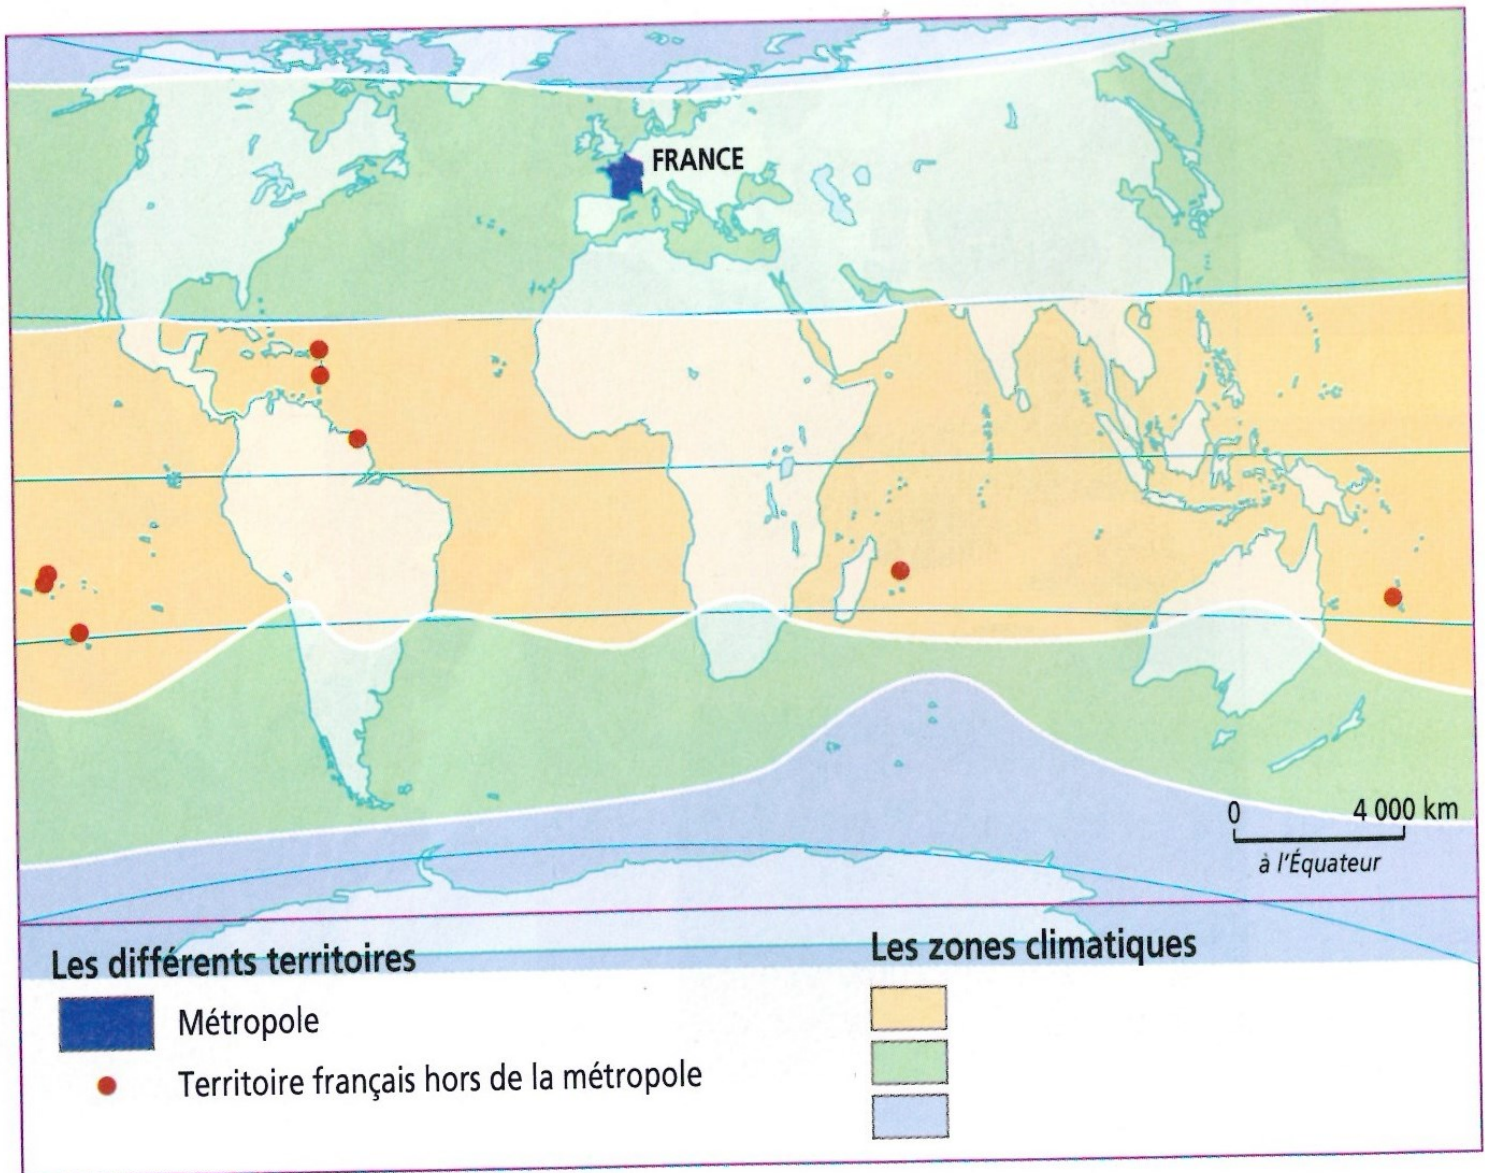 FRANCE
0 4 000 km
à l'Équateur
Les différents territoires
Métropole
Territoire français hors de la métropole
Les zones climatiques